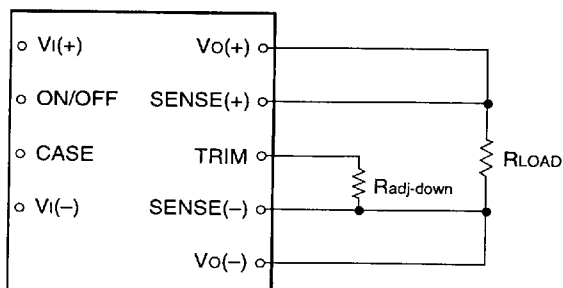 VI(+) VO(+)
ON/OFF SENSE(+)
CASE TRIM RLOAD
Radj-down
VI(–) SENSE(–)
VO(–)